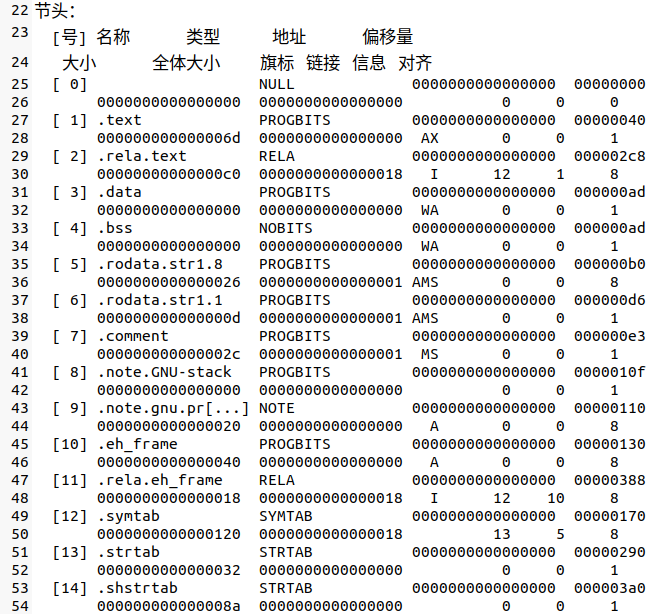 22 节头：
23 [号] 名称 类型 地址 偏移量
24 大小 全体大小 旗标 链接 信息 对齐
25 [ 0] NULL 0000000000000000 00000000
26 0000000000000000 0000000000000000 0 0 0
27 [ 1] .text PROGBITS 0000000000000000 00000040
28 000000000000006d 0000000000000000 AX 0 0 1
29 [ 2] .rela.text RELA 0000000000000000 000002c8
30 00000000000000c0 0000000000000018 I 12 1 8
31 [ 3] .data PROGBITS 0000000000000000 000000ad
32 0000000000000000 0000000000000000 WA 0 0 1
33 [ 4] .bss NOBITS 0000000000000000 000000ad
34 0000000000000000 0000000000000000 WA 0 0 1
35 [ 5] .rodata.str1.8 PROGBITS 0000000000000000 000000b0
36 0000000000000026 0000000000000001 AMS 0 0 8
37 [ 6] .rodata.str1.1 PROGBITS 0000000000000000 000000d6
38 000000000000000d 0000000000000001 AMS 0 0 1
39 [ 7] .comment PROGBITS 0000000000000000 000000e3
40 000000000000002c 0000000000000001 MS 0 0 1
41 [ 8] .note.GNU-stack PROGBITS 0000000000000000 0000010f
42 0000000000000000 0000000000000000 0 0 1
43 [ 9] .note.gnu.pr[...] NOTE 0000000000000000 00000110
44 0000000000000020 0000000000000000 A 0 0 8
45 [10] .eh_frame PROGBITS 0000000000000000 00000130
46 0000000000000040 0000000000000000 A 0 0 8
47 [11] .rela.eh_frame RELA 0000000000000000 00000388
48 0000000000000018 0000000000000018 I 12 10 8
49 [12] .symtab SYMTAB 0000000000000000 00000170
50 0000000000000120 0000000000000018 13 5 8
51 [13] .strtab STRTAB 0000000000000000 00000290
52 0000000000000032 0000000000000000 0 0 1
53 [14] .shstrtab STRTAB 0000000000000000 000003a0
54 000000000000008a 0000000000000000 0 0 1